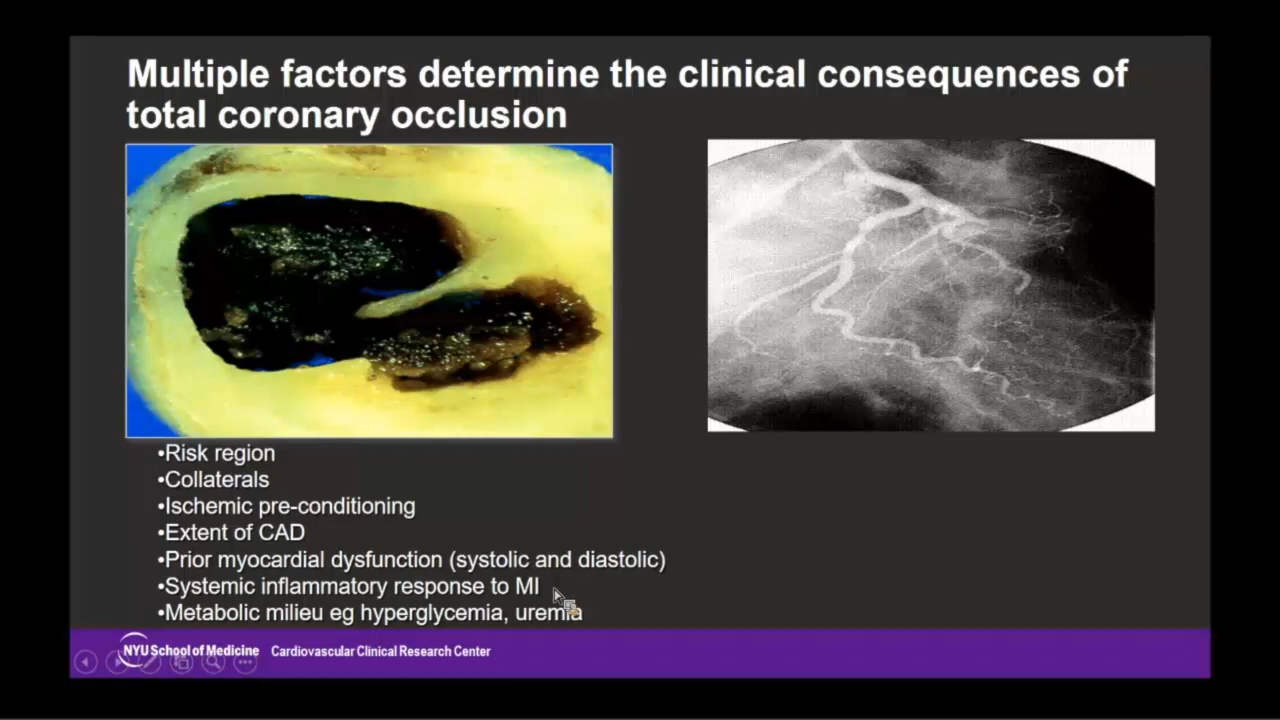 Multiple factors determine the clinical consequences of
total coronary occlusion
•Risk region
•Collaterals
•Ischemic pre-conditioning
•Extent of CAD
•Prior myocardial dysfunction (systolic and diastolic)
•Systemic inflammatory response to MI
•Metabolic milieu eg hyperglycemia, uremia
NYU School of Medicine Cardiovascular Clinical Research Center